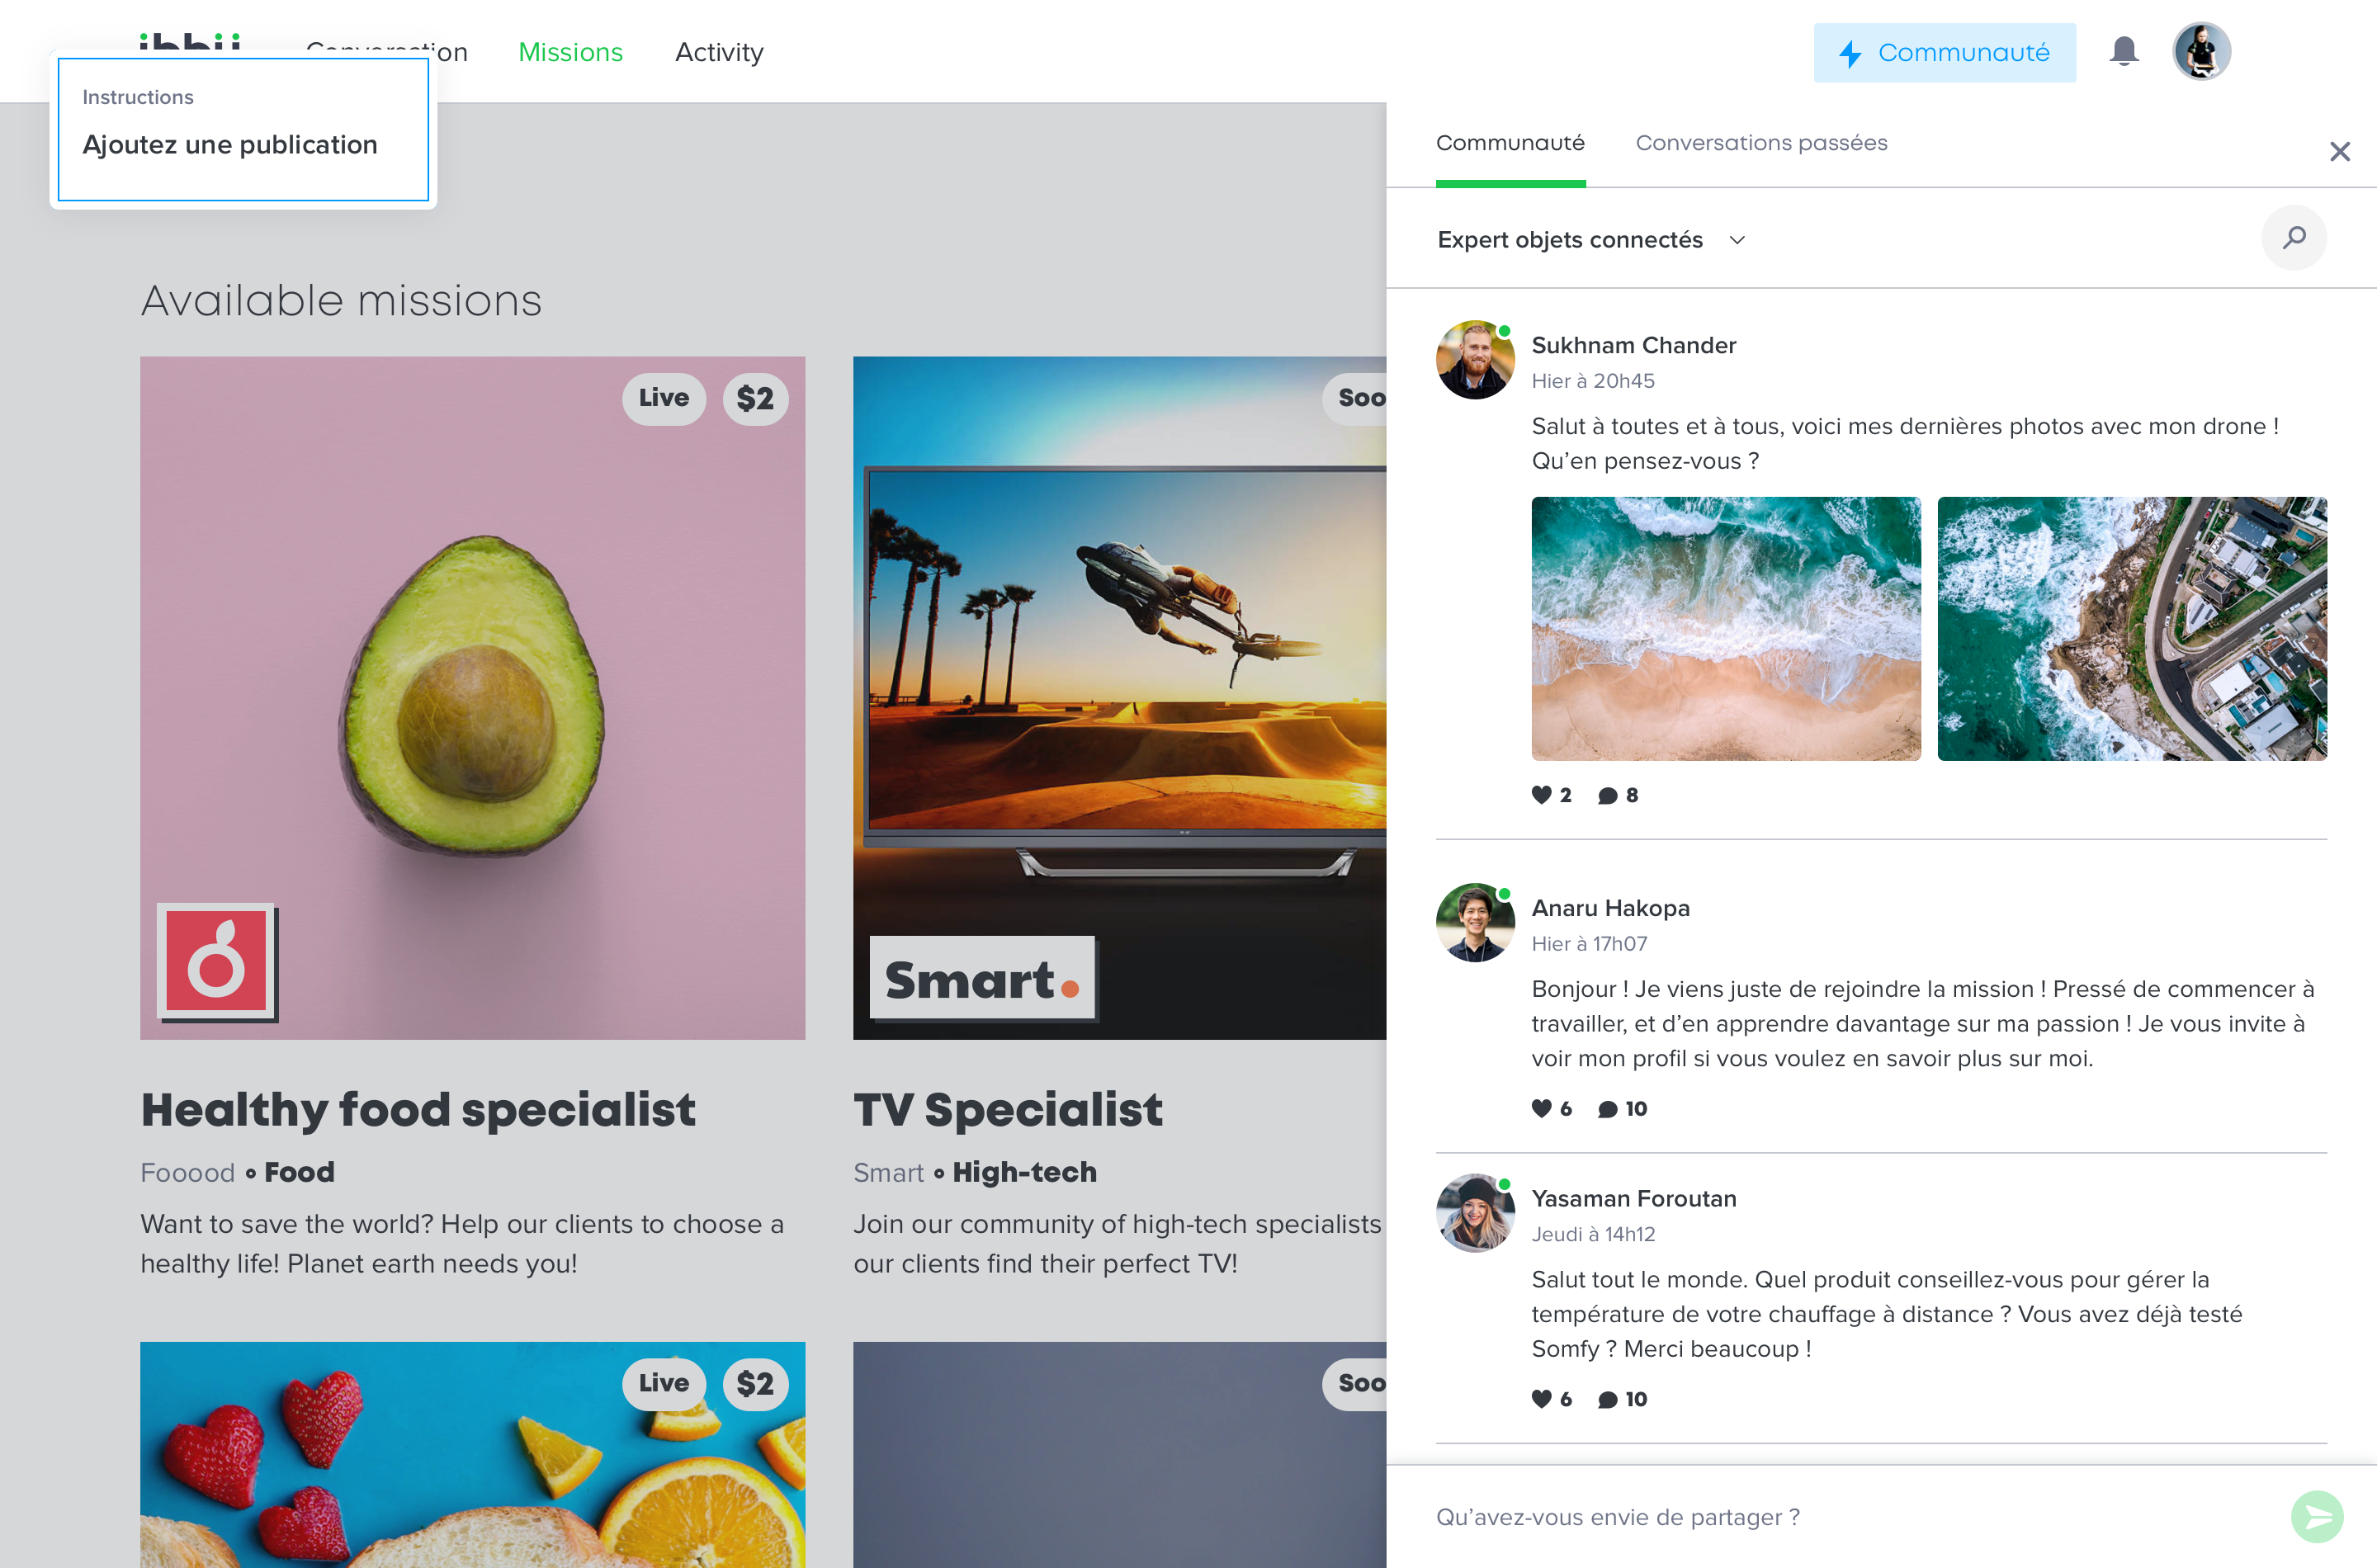 Conversation
Missions
Activity
Communauté
Instructions
Ajoutez une publication
Available missions
Live
$2
Soo
Smart.
Healthy food specialist
Fooood • Food
Want to save the world? Help our clients to choose a
healthy life! Planet earth needs you!
TV Specialist
Smart • High-tech
Join our community of high-tech specialists
our clients find their perfect TV!
Live
$2
Soo
Communauté
Conversations passées
Expert objets connectés
Sukhnam Chander
Hier à 20h45
Salut à toutes et à tous, voici mes dernières photos avec mon drone !
Qu’en pensez-vous ?
2
8
Anaru Hakopa
Hier à 17h07
Bonjour ! Je viens juste de rejoindre la mission ! Pressé de commencer à
travailler, et d’en apprendre davantage sur ma passion ! Je vous invite à
voir mon profil si vous voulez en savoir plus sur moi.
6
10
Yasaman Foroutan
Jeudi à 14h12
Salut tout le monde. Quel produit conseillez-vous pour gérer la
température de votre chauffage à distance ? Vous avez déjà testé
Somfy ? Merci beaucoup !
6
10
Qu’avez-vous envie de partager ?